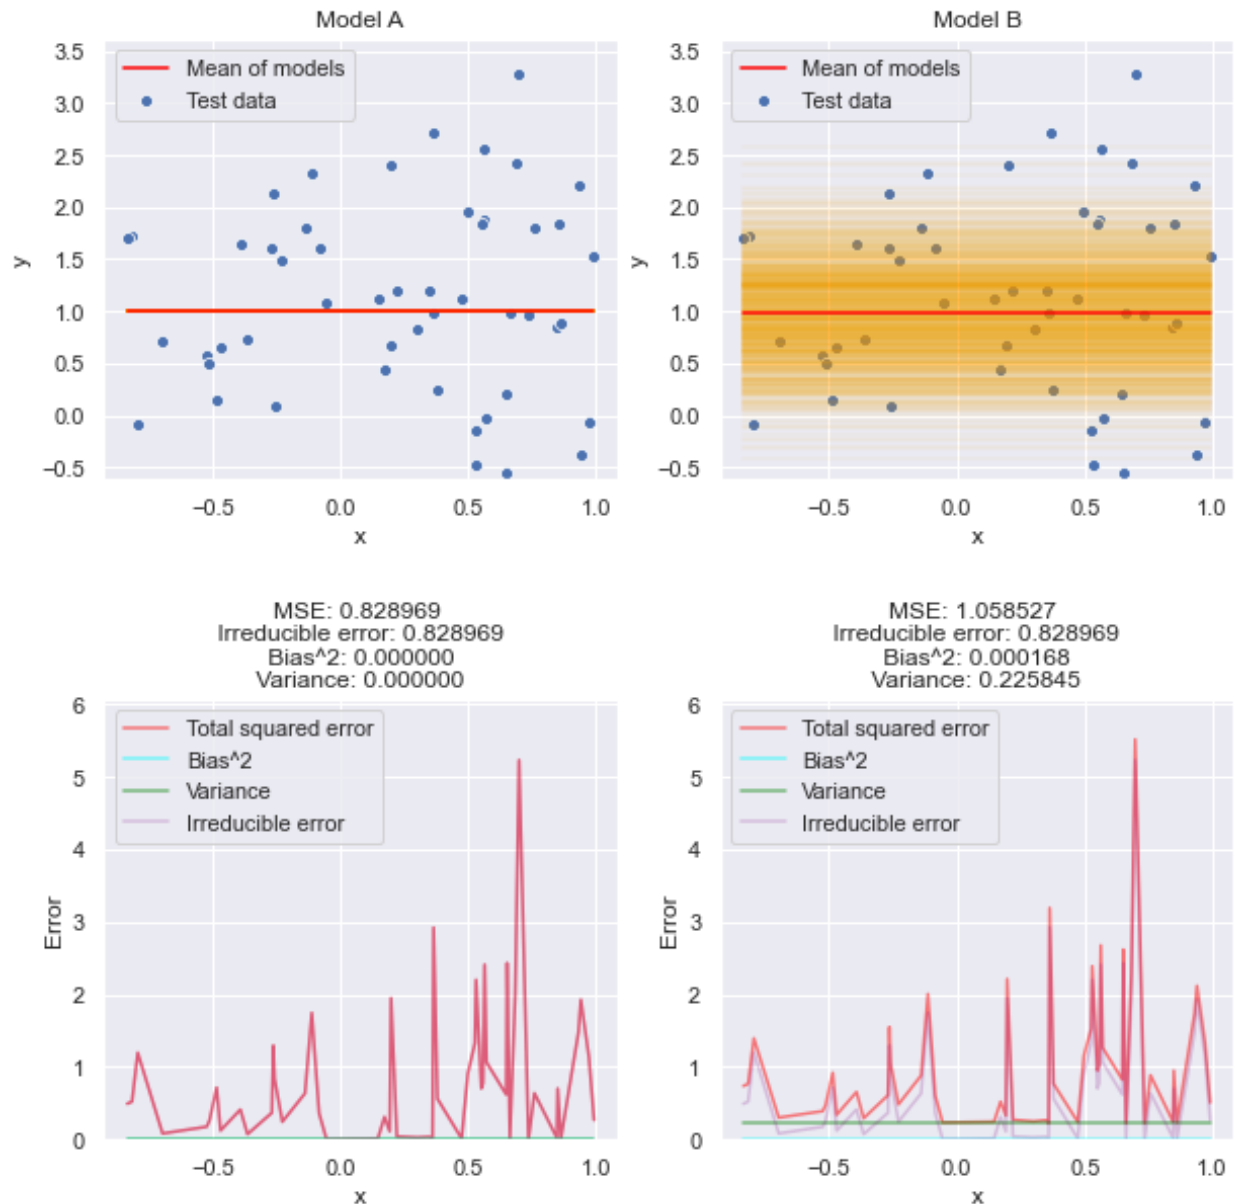 Model A
3.5
3.0
2.5
2.0
1.5
1.0
0.5
0.0
−0.5
y
Mean of models
Test data
−0.5
0.0
0.5
1.0
x
Model B
3.5
3.0
2.5
2.0
1.5
1.0
0.5
0.0
−0.5
y
Mean of models
Test data
−0.5
0.0
0.5
1.0
x
MSE: 0.828969
Irreducible error: 0.828969
Bias^2: 0.000000
Variance: 0.000000
6
5
4
3
2
1
0
Error
Total squared error
Bias^2
Variance
Irreducible error
−0.5
0.0
0.5
1.0
x
MSE: 1.058527
Irreducible error: 0.828969
Bias^2: 0.000168
Variance: 0.225845
6
5
4
3
2
1
0
Error
Total squared error
Bias^2
Variance
Irreducible error
−0.5
0.0
0.5
1.0
x